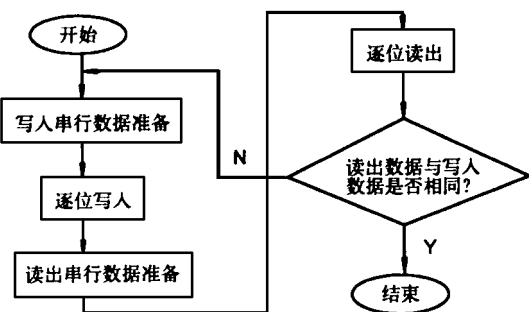 开始
写入串行数据准备
逐位写入
读出串行数据准备
N
逐位读出
读出数据与写入
数据是否相同?
Y
结束